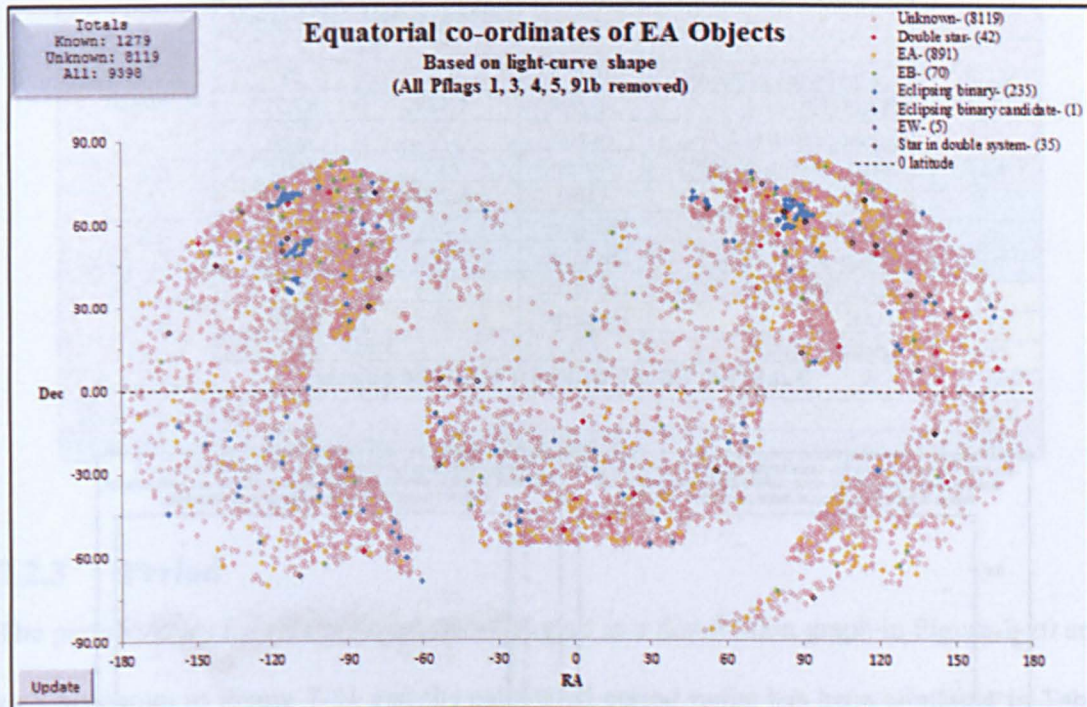 Totals
Known: 1279
Unknown: 8119
All: 9398
Equatorial co-ordinates of EA Objects
Based on light-curve shape
(All Pflags 1, 3, 4, 5, 91b removed)
Unknown- (8119)
Double star- (42)
EA- (891)
EB- (70)
Eclipsing binary- (235)
Eclipsing binary candidate- (1)
EW- (5)
Star in double system- (35)
0 latitude
90.00
60.00
30.00
Dec 0.00
-30.00
-60.00
-90.00
-180 -150 -120 -90 -60 -30 0 30 60 90 120 150 180
RA
Update
2.5 Period